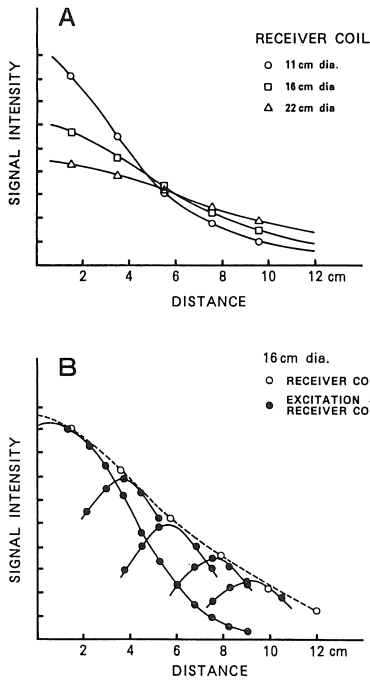 A
RECEIVER COIL
11 cm dia.
16 cm dia
22 cm dia
SIGNAL INTENSITY
2 4 6 8 10 12 cm
DISTANCE
B
16 cm dia.
RECEIVER CO
EXCITATION
RECEIVER CO
SIGNAL INTENSITY
2 4 6 8 10 12 cm
DISTANCE